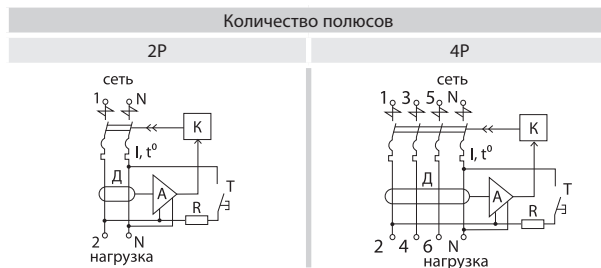 Количество полюсов
2P 4P
сеть сеть
1 N 1 3 5 N
К К
I, t⁰ I, t⁰
Д А T Д А T
R R
2 N 2 4 6 N
нагрузка нагрузка